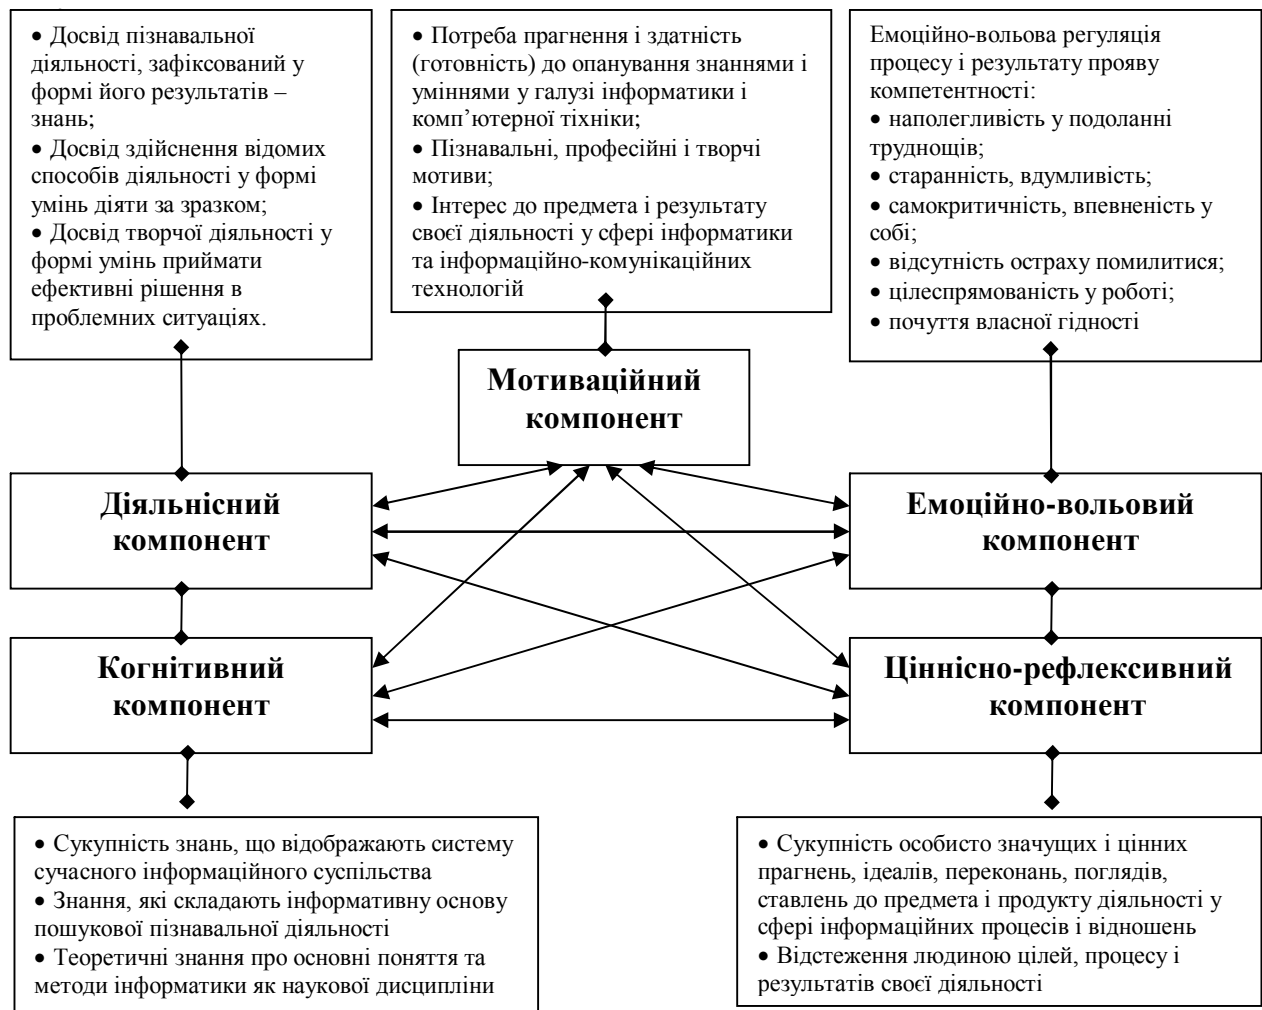 • Досвід пізнавальної
діяльності, зафіксований у
формі його результатів –
знань;
• Досвід здійснення відомих
способів діяльності у формі
умінь діяти за зразком;
• Досвід творчої діяльності у
формі умінь приймати
ефективні рішення в
проблемних ситуаціях.
• Потреба прагнення і здатність
(готовність) до опанування знаннями і
уміннями у галузі інформатики і
комп’ютерної тіхніки;
• Пізнавальні, професійні і творчі
мотиви;
• Інтерес до предмета і результату
своєї діяльності у сфері інформатики
та інформаційно-комунікаційних
технологій
Емоційно-вольова регуляція
процесу і результату прояву
компетентності:
• наполегливість у подоланні
труднощів;
• старанність, вдумливість;
• самокритичність, впевненість у
собі;
• відсутність остраху помилитися;
• цілеспрямованість у роботі;
• почуття власної гідності
Мотиваційний
компонент
Діяльнісний
компонент
Емоційно-вольовий
компонент
Когнітивний
компонент
Ціннісно-рефлексивний
компонент
• Сукупність знань, що відображають систему
сучасного інформаційного суспільства
• Знання, які складають інформативну основу
пошукової пізнавальної діяльності
• Теоретичні знання про основні поняття та
методи інформатики як наукової дисципліни
• Сукупність особисто значущих і цінних
прагнень, ідеалів, переконань, поглядів,
ставлень до предмета і продукту діяльності у
сфері інформаційних процесів і відношень
• Відстеження людиною цілей, процесу і
результатів своєї діяльності